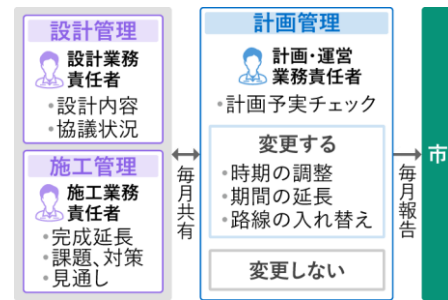 設計管理
設計業務
責任者
・設計内容
・協議状況
施工管理
施工業務
責任者
・完成延長
・課題、対策
・見通し
毎月共有
計画管理
計画・運営
業務責任者
・計画予実チェック
変更する
・時期の調整
・期間の延長
・路線の入れ替え
変更しない
毎月報告
市